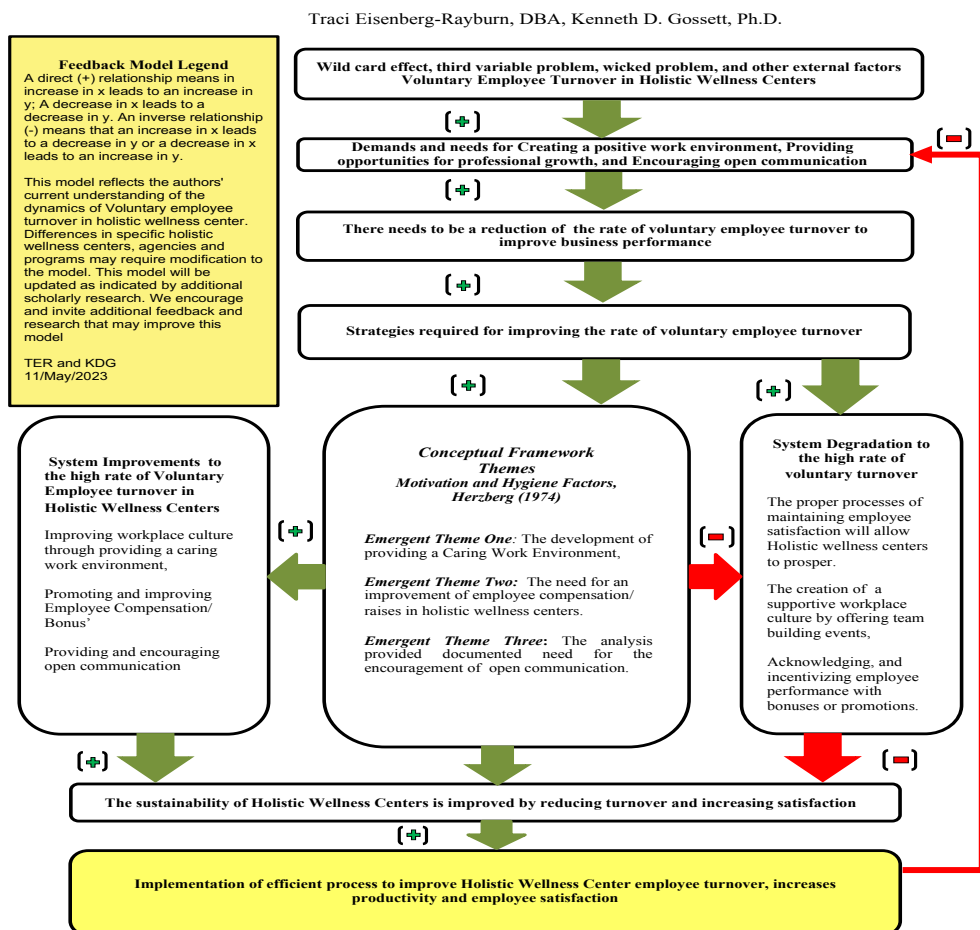 Traci Eisenberg-Rayburn, DBA, Kenneth D. Gossett, Ph.D.
Feedback Model Legend
A direct (+) relationship means in
increase in x leads to an increase in
y; A decrease in x leads to a
decrease in y. An inverse relationship
(-) means that an increase in x leads
to a decrease in y or a decrease in x
leads to an increase in y.
This model reflects the authors'
current understanding of the
dynamics of Voluntary employee
turnover in holistic wellness center.
Differences in specific holistic
wellness centers, agencies and
programs may require modification to
the model. This model will be
updated as indicated by additional
scholarly research. We encourage
and invite additional feedback and
research that may improve this
model
TER and KDG
11/May/2023
Wild card effect, third variable problem, wicked problem, and other external factors
Voluntary Employee Turnover in Holistic Wellness Centers
(+)
(-)
Demands and needs for Creating a positive work environment, Providing
opportunities for professional growth, and Encouraging open communication
(+)
There needs to be a reduction of the rate of voluntary employee turnover to
improve business performance
(+)
Strategies required for improving the rate of voluntary employee turnover
(+)
(+)
System Improvements to
the high rate of Voluntary
Employee turnover in
Holistic Wellness Centers
Improving workplace culture
through providing a caring
work environment,
Promoting and improving
Employee Compensation/
Bonus'
Providing and encouraging
open communication
(+)
Conceptual Framework
Themes
Motivation and Hygiene Factors,
Herzberg (1974)
Emergent Theme One: The development of
providing a Caring Work Environment,
Emergent Theme Two: The need for an
improvement of employee compensation/
raises in holistic wellness centers.
Emergent Theme Three: The analysis
provided documented need for the
encouragement of open communication.
(-)
System Degradation to
the high rate of
voluntary turnover
The proper processes of
maintaining employee
satisfaction will allow
Holistic wellness centers
to prosper.
The creation of a
supportive workplace
culture by offering team
building events,
Acknowledging, and
incentivizing employee
performance with
bonuses or promotions.
(+)
(-)
The sustainability of Holistic Wellness Centers is improved by reducing turnover and increasing satisfaction
(+)
Implementation of efficient process to improve Holistic Wellness Center employee turnover, increases
productivity and employee satisfaction